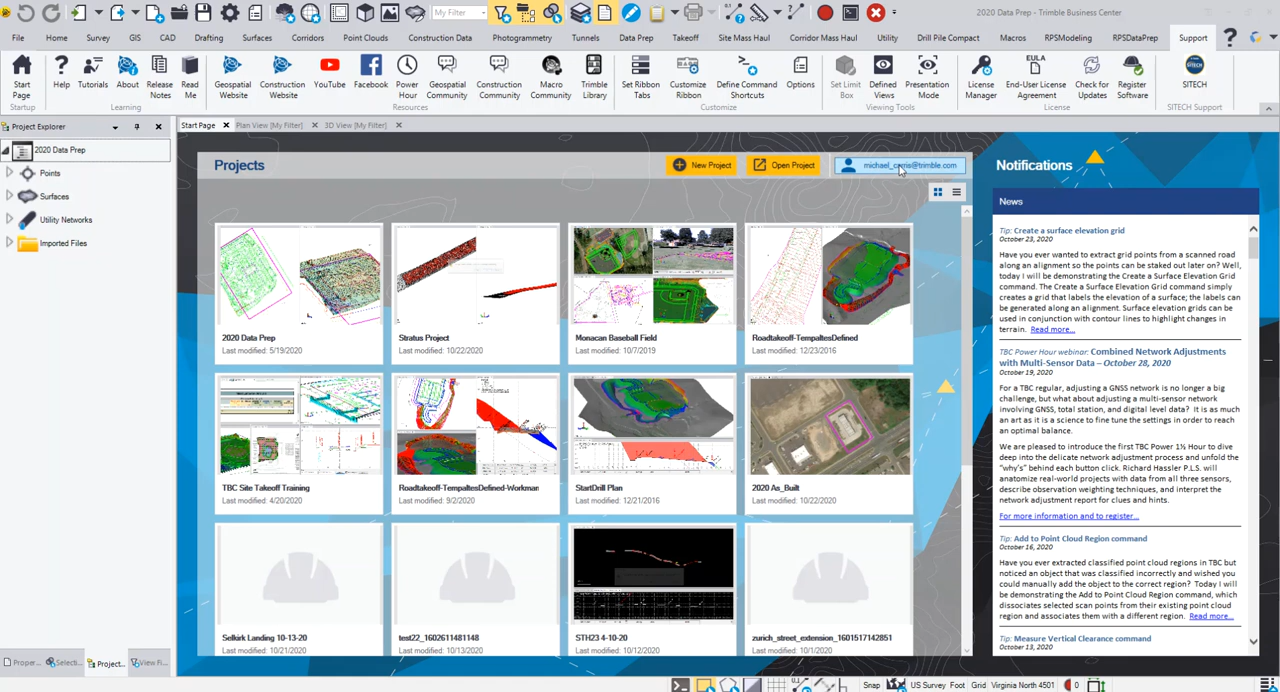 My Filter
2020 Data Prep - Trimble Business Center
File Home Survey GIS CAD Drafting Surfaces Corridors Point Clouds Construction Data Photogrammetry Tunnels Data Prep Takeoff Site Mass Haul Corridor Mass Haul Utility Drill Pile Compact Macros RPSModeling RPSDataPrep Support
Start Page
Help
Tutorials
About
Release Notes
Read Me
Geospatial Website
Construction Website
YouTube
Facebook
Power Hour
Geospatial Community
Construction Community
Macro Community
Trimble Library
Set Ribbon Tabs
Customize Ribbon
Define Command Shortcuts
Options
Set Limit Box
Defined Views
Presentation Mode
License Manager
EULA
End-User License Agreement
Check for Updates
Register Software
SITECH
Startup Learning Resources Customize Viewing Tools License SITECH Support
Project Explorer
Start Page Plan View [My Filter] 3D View [My Filter]
2020 Data Prep
Points
Surfaces
Utility Networks
Imported Files
Projects
New Project
Open Project
2020 Data Prep
Last modified: 5/19/2020
Stratus Project
Last modified: 10/22/2020
Monacan Baseball Field
Last modified: 10/7/2019
Roadtakeoff-TempaltesDefined
Last modified: 12/23/2016
TBC Site Takeoff Training
Last modified: 4/20/2020
Roadtakeoff-TempaltesDefined-Workman
Last modified: 9/2/2020
StartDrill Plan
Last modified: 12/21/2016
2020 As_Built
Last modified: 10/22/2020
Selkirk Landing 10-13-20
Last modified: 10/21/2020
test22_1602611481148
Last modified: 10/13/2020
STH23 4-10-20
Last modified: 10/1/2020
zurich_street_extension_1601517142851
Last modified: 10/1/2020
Notifications
News
Tip: Create a surface elevation grid
October 23, 2020
Have you ever wanted to extract grid points from a scanned road
along an alignment so the points can be staked out later on? Well,
today I will be demonstrating the Create a Surface Elevation Grid
command. The Create a Surface Elevation Grid command simply
creates a grid that labels the elevation of a surface; the labels can
be generated along an alignment. Surface elevation grids can be
used in conjunction with contour lines to highlight changes in
terrain. Read more...
TBC Power Hour webinar: Combined Network Adjustments
with Multi-Sensor Data – October 28, 2020
October 19, 2020
For a TBC regular, adjusting a GNSS network is no longer a big
challenge, but what about adjusting a multi-sensor network
involving GNSS, total station, and digital level data? It is as much
an art as it is a science to fine tune the settings in order to reach
an optimal balance.
We are pleased to introduce the first TBC Power 1½ Hour to dive
deep into the delicate network adjustment process and unfold the
"why's" behind each button click. Richard Hassler P.L.S. will
anatomize real-world projects with data from all three sensors,
describe observation weighting techniques, and interpret the
network adjustment report for clues and hints.
For more information and to register...
Tip: Add to Point Cloud Region command
October 16, 2020
Have you ever extracted classified point cloud regions in TBC but
noticed an object that was classified incorrectly and wished you
could manually add the object to the correct region? Today I will
be demonstrating the Add to Point Cloud Region command, which
dissociates selected scan points from their existing point cloud
region and associates them with a different region. Read more...
Tip: Measure Vertical Clearance command
October 13, 2020
Proper... Selecti... Project... View Fi...
Snap US Survey Foot Grid Virginia North 4501 0